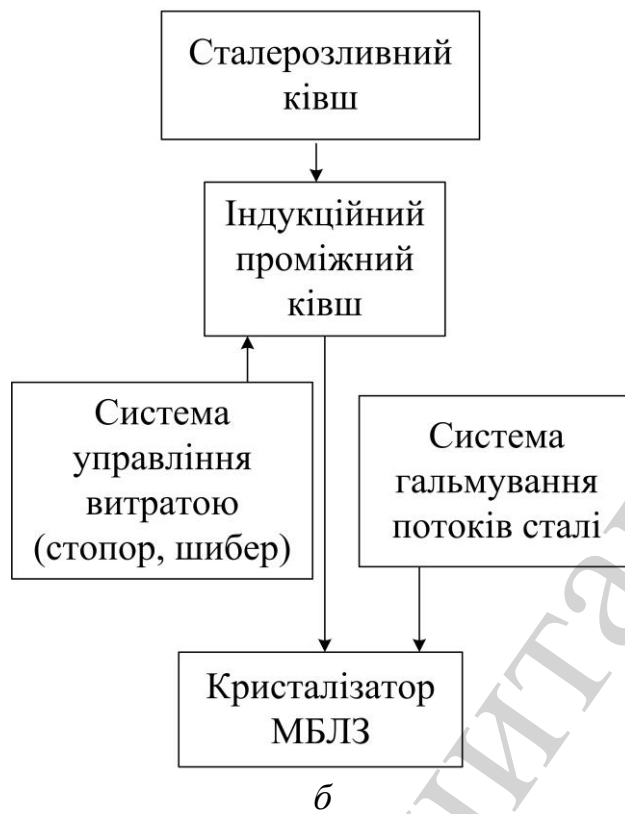 Сталерозливний
ківш
Індукційний
проміжний
ківш
Система
управління
витратою
(стопор, шибер)
Система
гальмування
потоків сталі
Кристалізатор
МБЛЗ
б